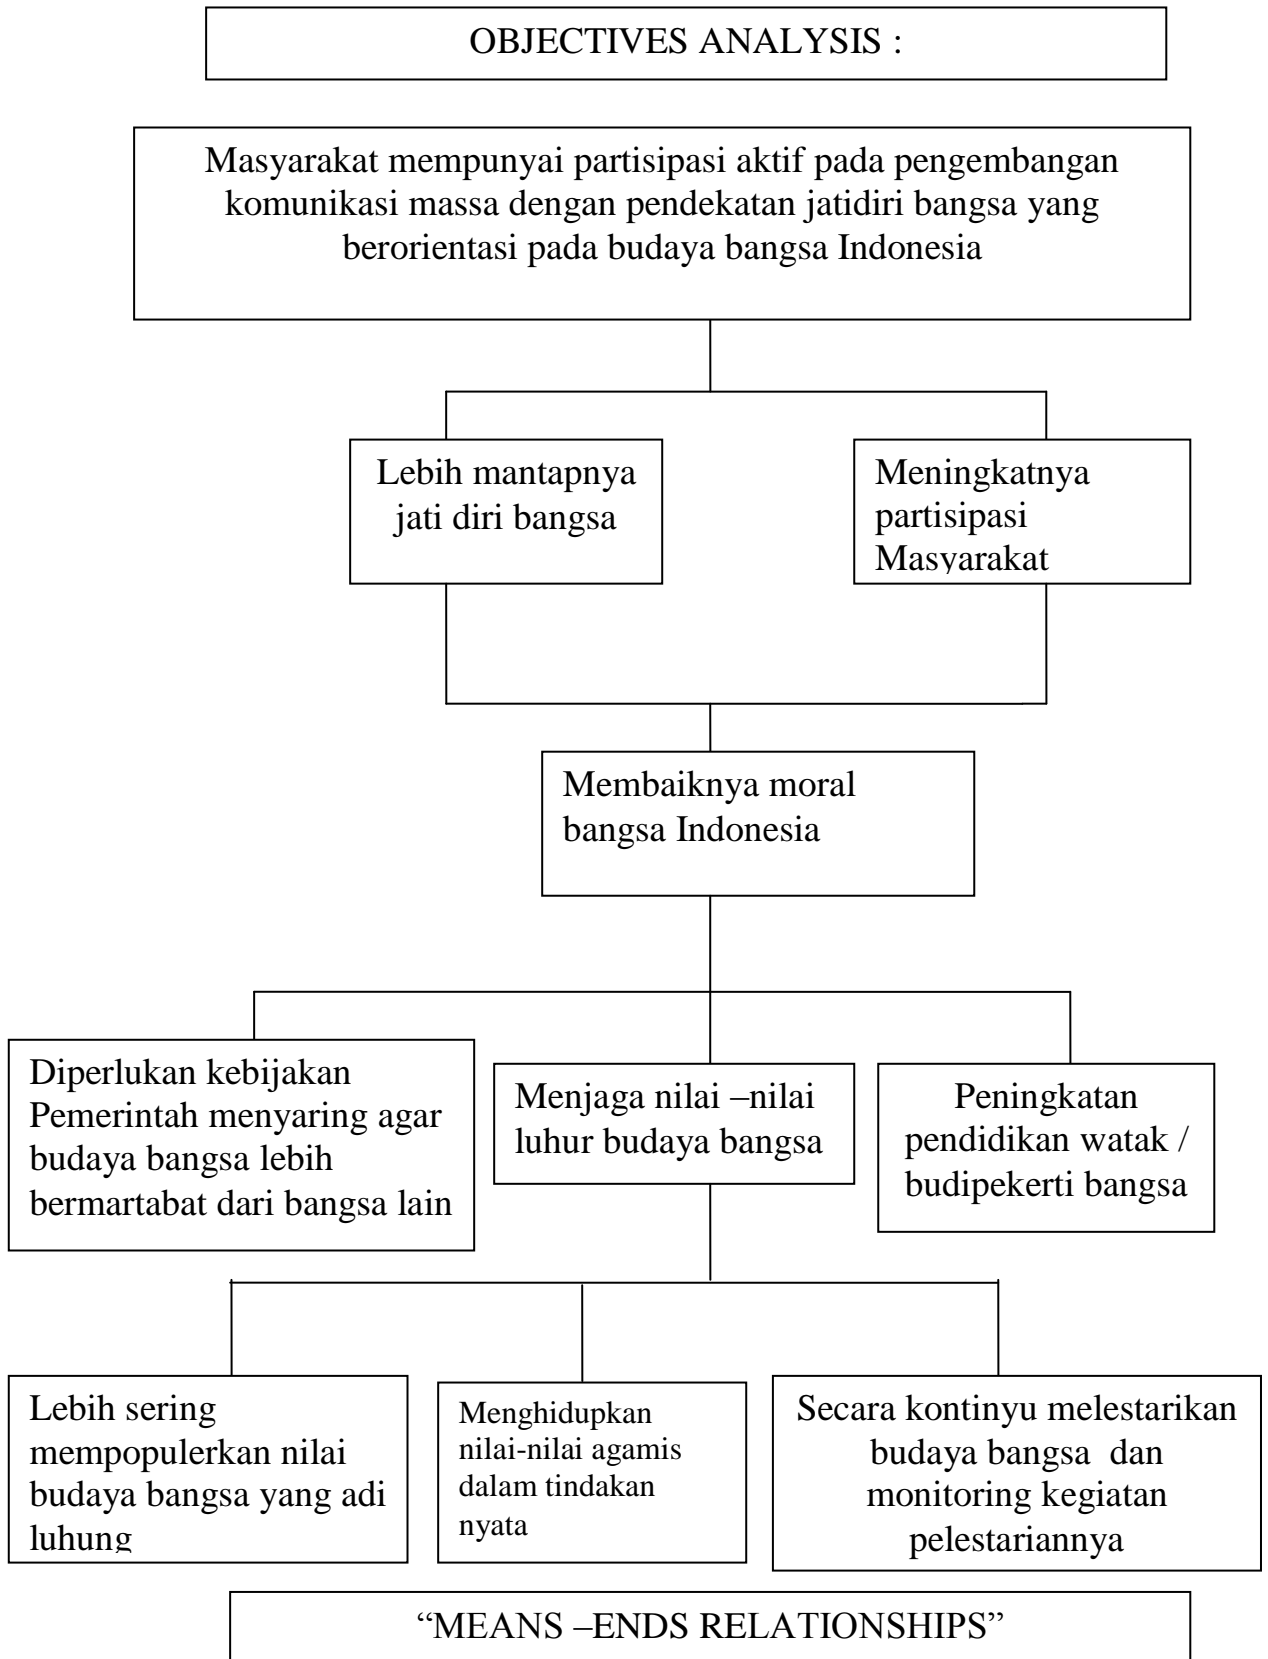 OBJECTIVES ANALYSIS :
Masyarakat mempunyai partisipasi aktif pada pengembangan
komunikasi massa dengan pendekatan jatidiri bangsa yang
berorientasi pada budaya bangsa Indonesia
Lebih mantapnya
jati diri bangsa
Meningkatnya
partisipasi
Masyarakat
Membaiknya moral
bangsa Indonesia
Diperlukan kebijakan
Pemerintah menyaring agar
budaya bangsa lebih
bermartabat dari bangsa lain
Menjaga nilai –nilai
luhur budaya bangsa
Peningkatan
pendidikan watak /
budipekerti bangsa
Lebih sering
mempopulerkan nilai
budaya bangsa yang adi
luhung
Menghidupkan
nilai-nilai agamis
dalam tindakan
nyata
Secara kontinyu melestarikan
budaya bangsa  dan
monitoring kegiatan
pelestariannya
“MEANS –ENDS RELATIONSHIPS”